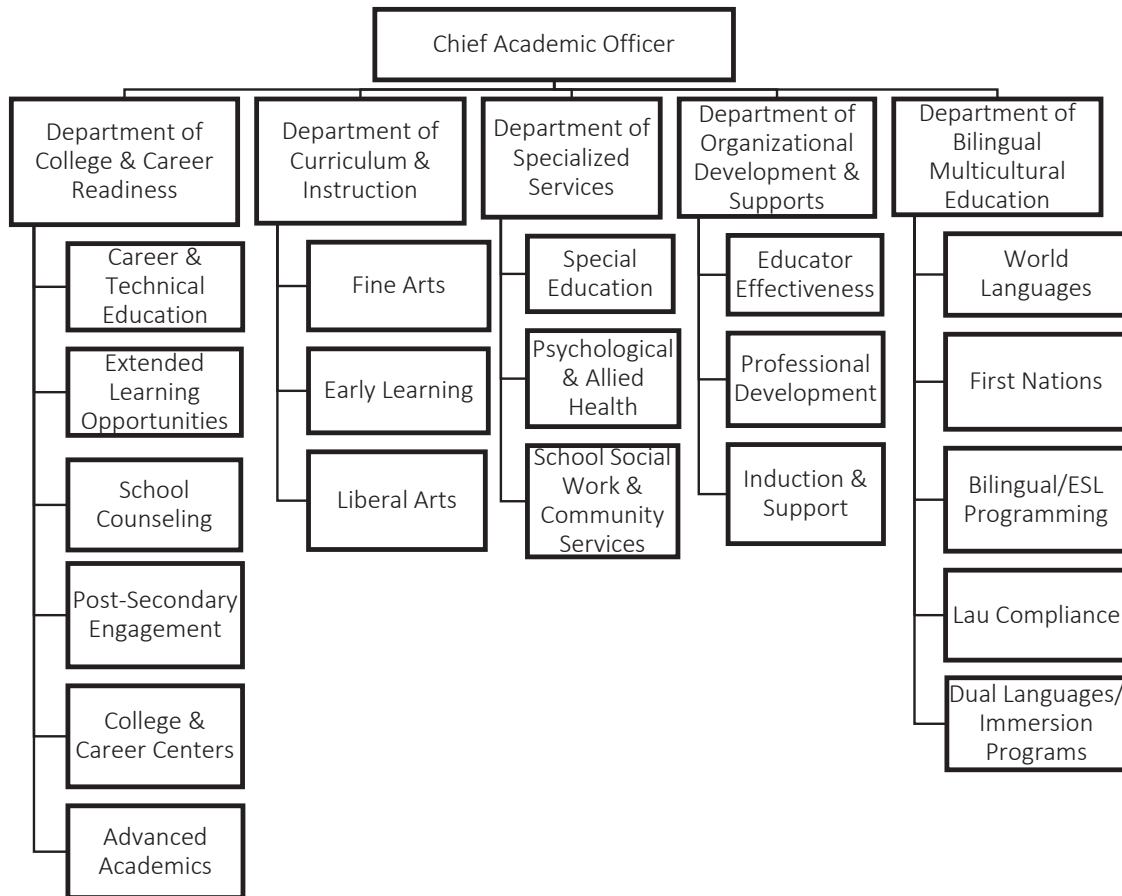 Chief Academic Officer
Department of
College & Career
Readiness
Career &
Technical
Education
Extended
Learning
Opportunities
School
Counseling
Post-Secondary
Engagement
College &
Career Centers
Advanced
Academics
Department of
Curriculum &
Instruction
Fine Arts
Early Learning
Liberal Arts
Department of
Specialized
Services
Special
Education
Psychological
& Allied
Health
School Social
Work &
Community
Services
Department of
Organizational
Development &
Supports
Educator
Effectiveness
Professional
Development
Induction &
Support
Department of
Bilingual
Multicultural
Education
World
Languages
First Nations
Bilingual/ESL
Programming
Lau Compliance
Dual Languages/
Immersion
Programs